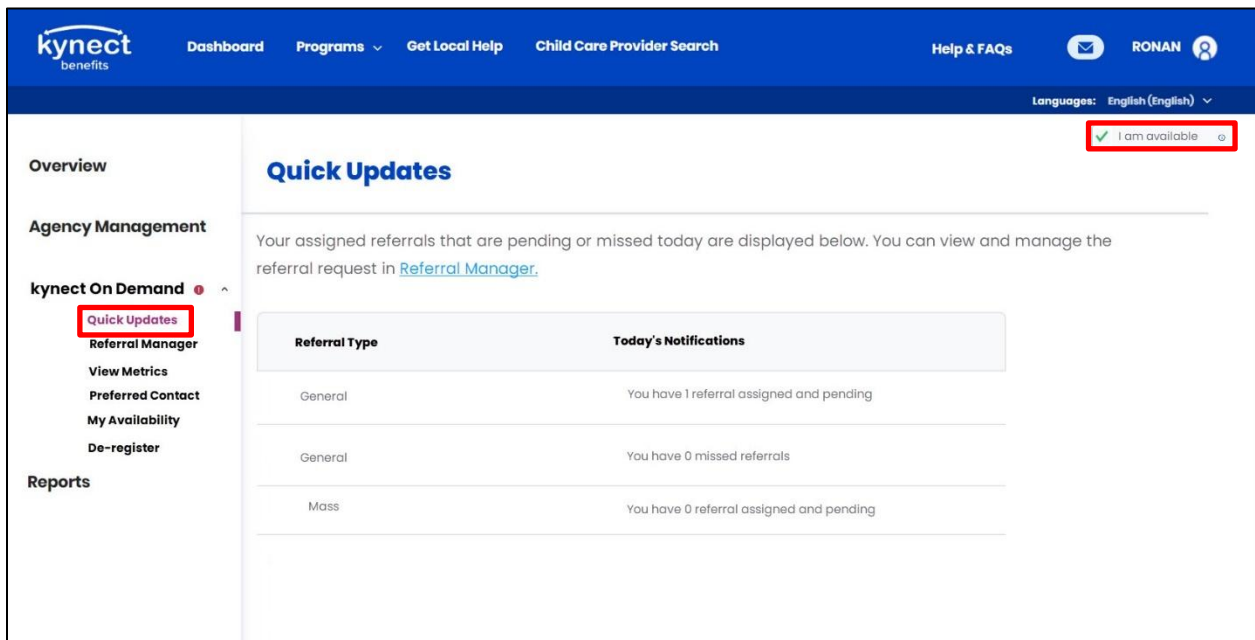 kynect
benefits
Dashboard Programs Get Local Help Child Care Provider Search Help & FAQs RONAN
Languages: English (English)
I am available
Overview
Agency Management
kynect On Demand
Quick Updates
Referral Manager
View Metrics
Preferred Contact
My Availability
De-register
Reports
Quick Updates
Your assigned referrals that are pending or missed today are displayed below. You can view and manage the
referral request in Referral Manager.
Referral Type Today's Notifications
General You have 1 referral assigned and pending
General You have 0 missed referrals
Mass You have 0 referral assigned and pending